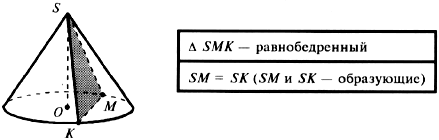 S
O
M
K
Δ SMK — равнобедренный
SM = SK (SM и SK — образующие)